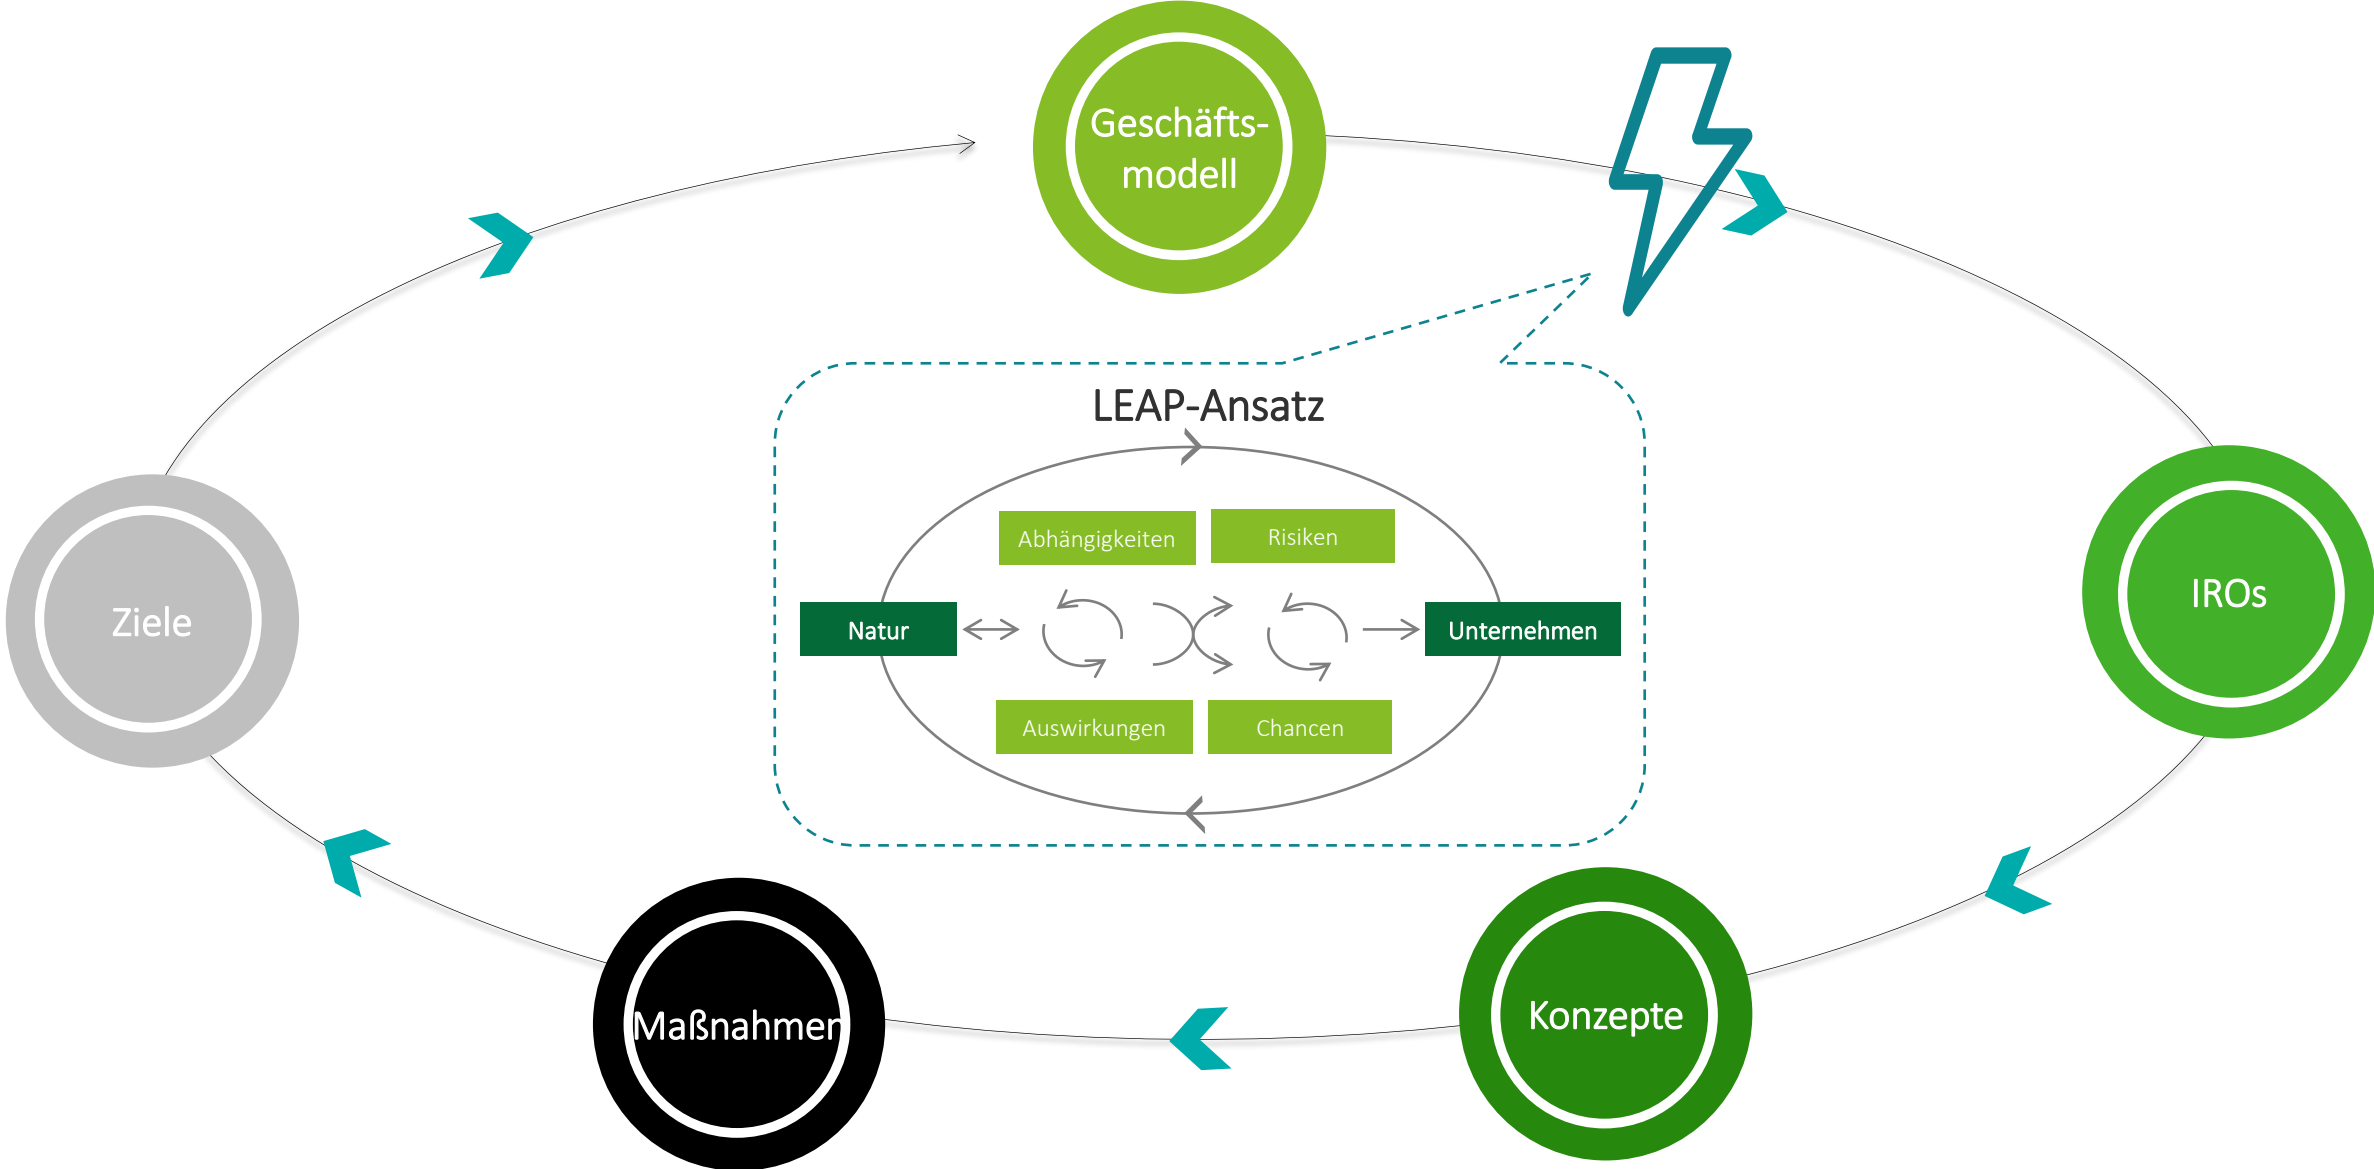 Geschäfts-
modell
LEAP-Ansatz
Abhängigkeiten
Risiken
Natur
Unternehmen
Auswirkungen
Chancen
Ziele
IROs
Maßnahmen
Konzepte